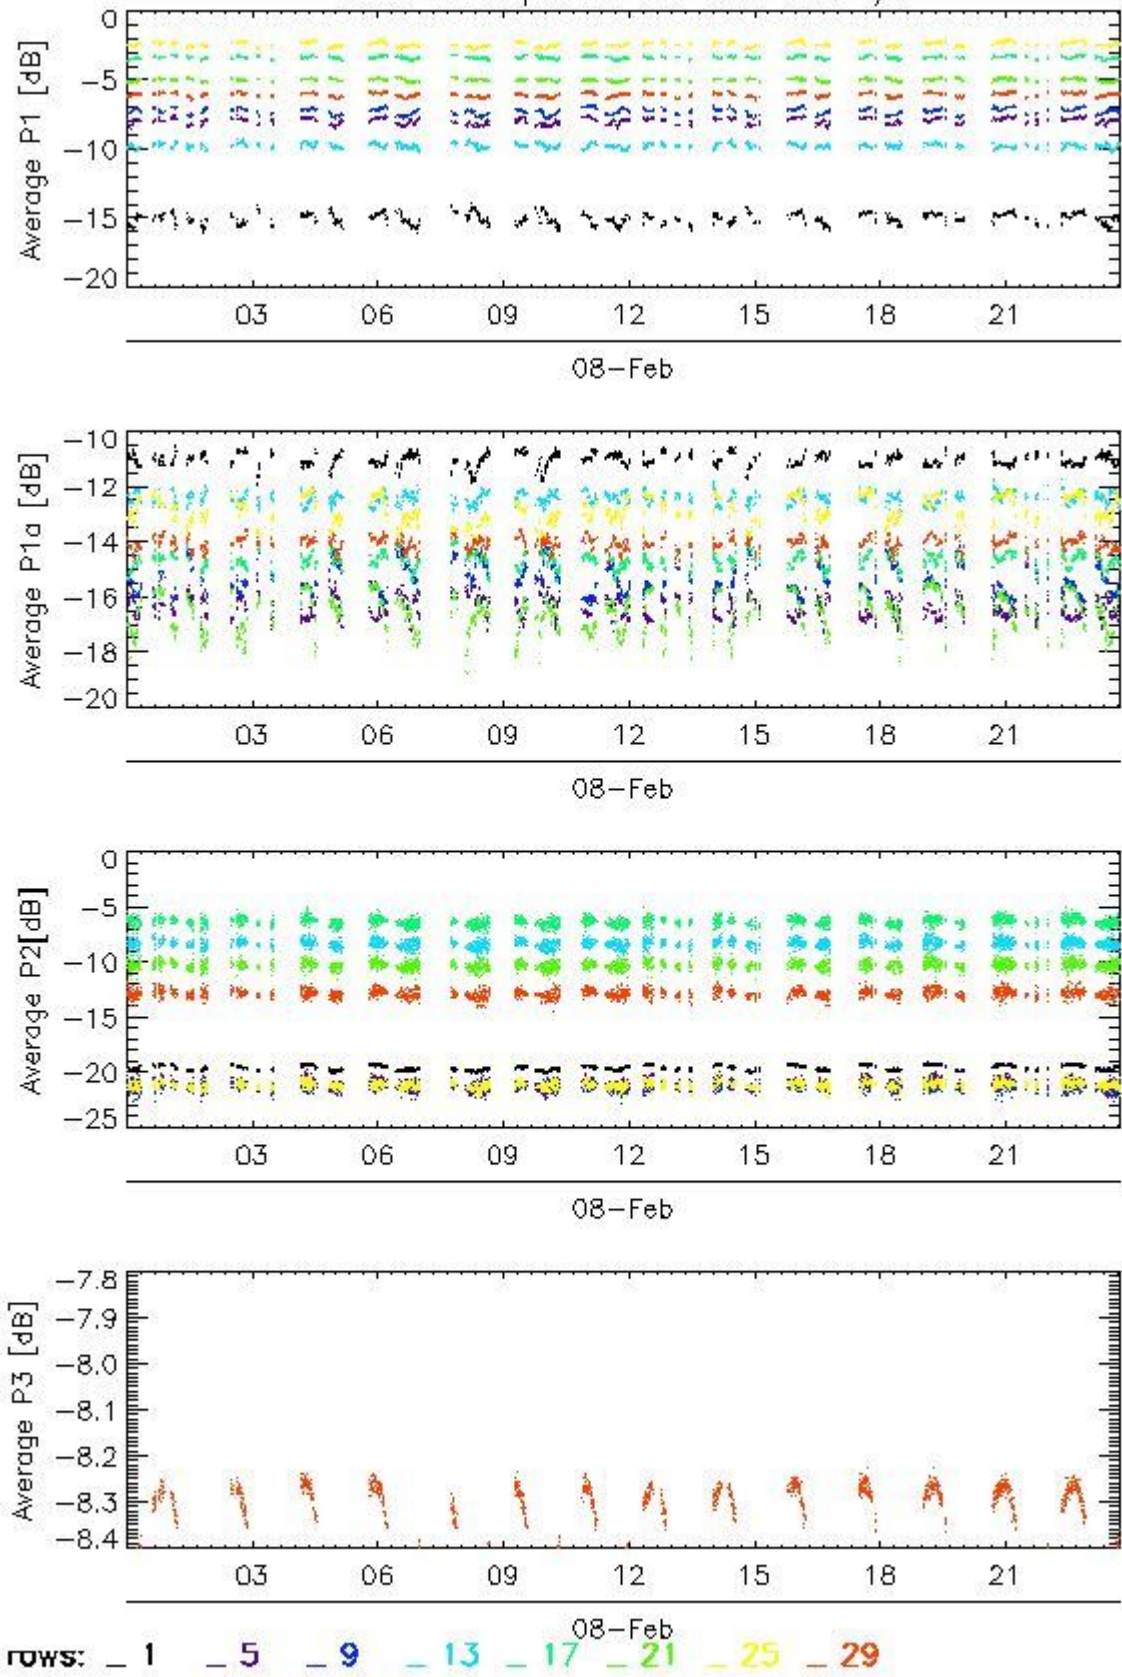 0
−5
−10
−15
−20
Average P1 [dB]
03 06 09 12 15 18 21
08−Feb
−10
−12
−14
−16
−18
−20
Average P1a [dB]
03 06 09 12 15 18 21
08−Feb
0
−5
−10
−15
−20
−25
Average P2[dB]
03 06 09 12 15 18 21
08−Feb
−7.8
−7.9
−8.0
−8.1
−8.2
−8.3
−8.4
Average P3 [dB]
03 06 09 12 15 18 21
08−Feb
rows: _ 1 _ 5 _ 9 _ 13 _ 17 _ 21 _ 25 _ 29